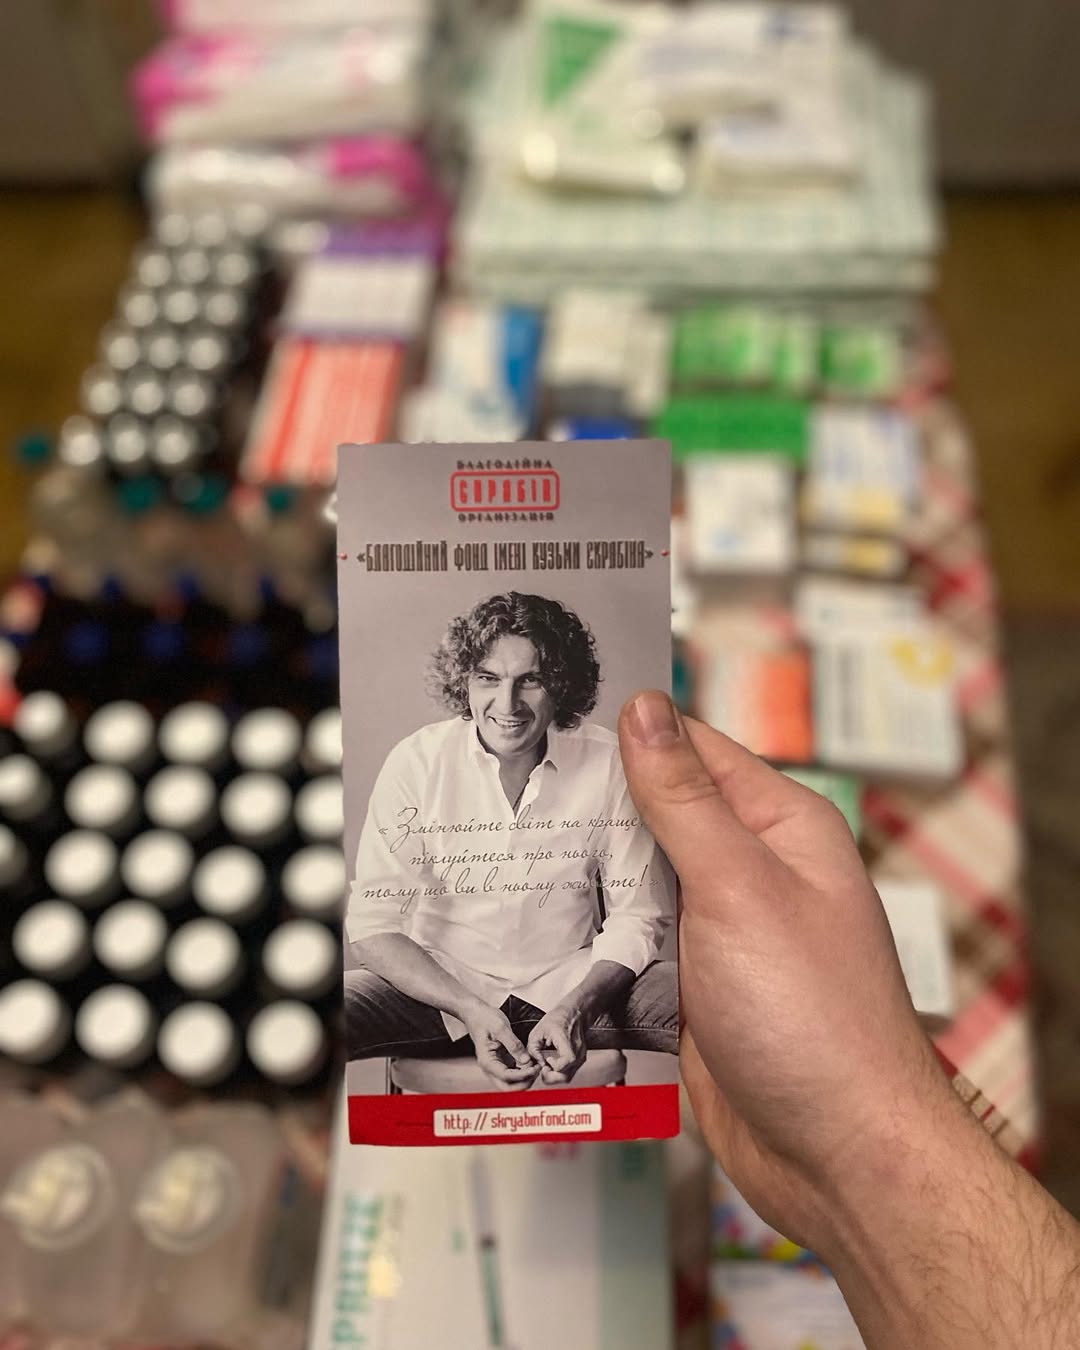 БЛАГОДІЙНА
СКРЯБІН
ОРГАНІЗАЦІЯ
«БЛАГОДІЙНИЙ ФОНД ІМЕНІ КУЗЬМИ СКРЯБІНА»
«Змінюйте світ на краще,
піклуйтеся про нього,
тому що ви в ньому живете!»
http://skryabinfond.com